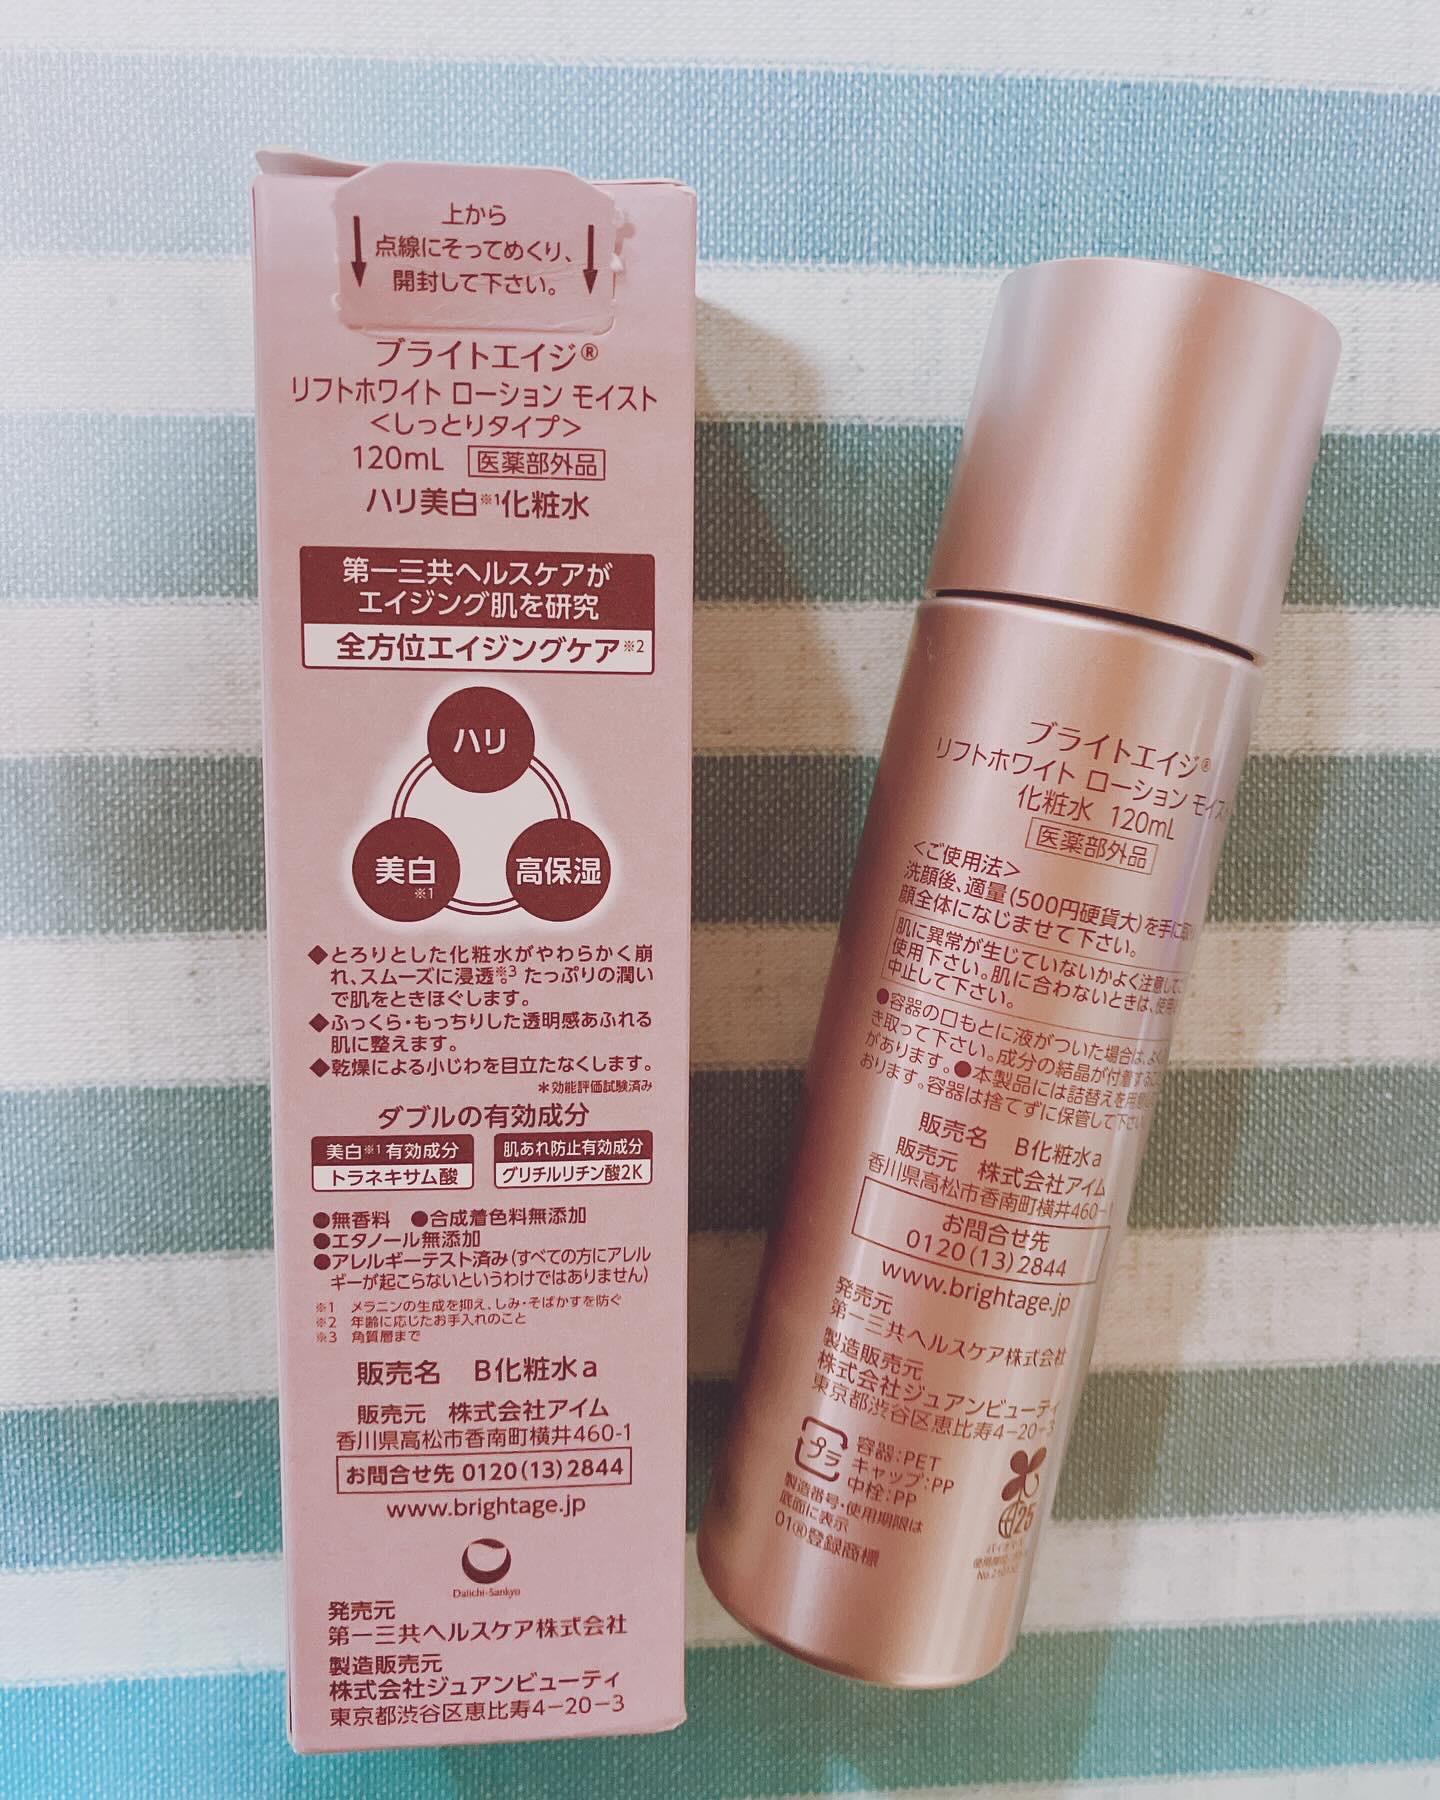 上から
点線にそってめくり、
開封して下さい。
ブライトエイジ®
リフトホワイト ローション モイスト
<しっとりタイプ>
120mL 医薬部外品
ハリ美白※1化粧水
第一三共ヘルスケアが
エイジング肌を研究
全方位エイジングケア※2
ハリ
美白※1
高保湿
◆とろりとした化粧水がやわらかく崩
れ、スムーズに浸透※3。たっぷりの潤い
で肌をときほぐします。
◆ふっくら・もっちりした透明感あふれる
肌に整えます。
◆乾燥による小じわを目立たなくします。
＊効能評価試験済み
ダブルの有効成分
美白※1有効成分
トラネキサム酸
肌あれ防止有効成分
グリチルリチン酸2K
●無香料 ●合成着色料無添加
●エタノール無添加
●アレルギーテスト済み(すべての方にアレル
ギーが起こらないというわけではありません)
※1 メラニンの生成を抑え、しみ・そばかすを防ぐ
※2 年齢に応じたお手入れのこと
※3 角質層まで
販売名 B化粧水a
販売元 株式会社アイム
香川県高松市香南町横井460-1
お問合せ先 0120(13)2844
www.brightage.jp
Daiichi-Sankyo
発売元
第一三共ヘルスケア株式会社
製造販売元
株式会社ジュアンビューティ
東京都渋谷区恵比寿4-20-3
ブライトエイジ®
リフトホワイト ローション モイス
化粧水 120mL
医薬部外品
<ご使用法>
洗顔後、適量(500円硬貨大)を手に取り
顔全体になじませて下さい。
肌に異常が生じていないかよく注意して
使用下さい。肌に合わないときは、使用
中止して下さい。
●容器の口もとに液がついた場合は、よく
き取って下さい。成分の結晶が付着するこ
があります。●本製品には詰替えを用意
おります。容器は捨てずに保管して下さい
販売名 B化粧水a
販売元 株式会社アイム
香川県高松市香南町横井460-1
お問合せ先
0120(13)2844
www.brightage.jp
発売元
第一三共ヘルスケア株式会社
製造販売元
株式会社ジュアンビューティ
東京都渋谷区恵比寿4-20-3
プラ
容器:PET
キャップ:PP
中栓:PP
製造番号・使用期限は
底面に表示
01®登録商標
25